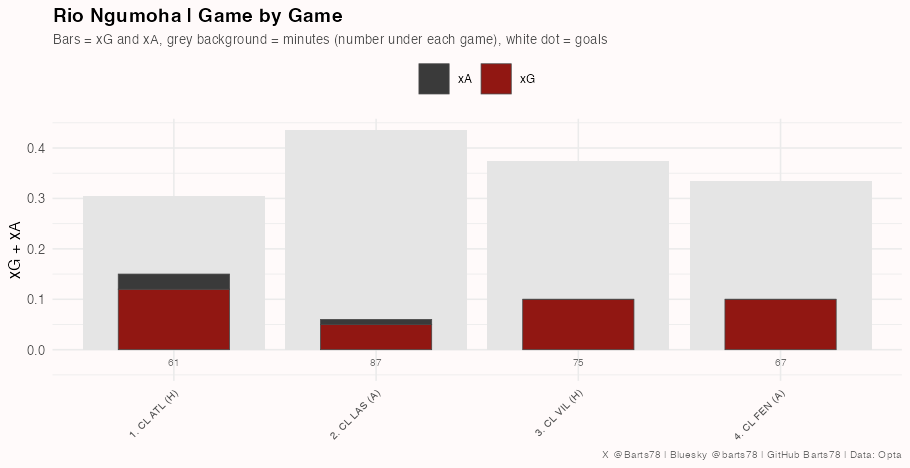 Rio Ngumoha | Game by Game
Bars = xG and xA, grey background = minutes (number under each game), white dot = goals
xA xG
xG + xA
0.4
0.3
0.2
0.1
0.0
61 87 75 67
1. CL ATL (H) 2. CL LAS (A) 3. CL VIL (H) 4. CL FEN (A)
X @Barts78 | Bluesky @barts78 | GitHub Barts78 | Data: Opta